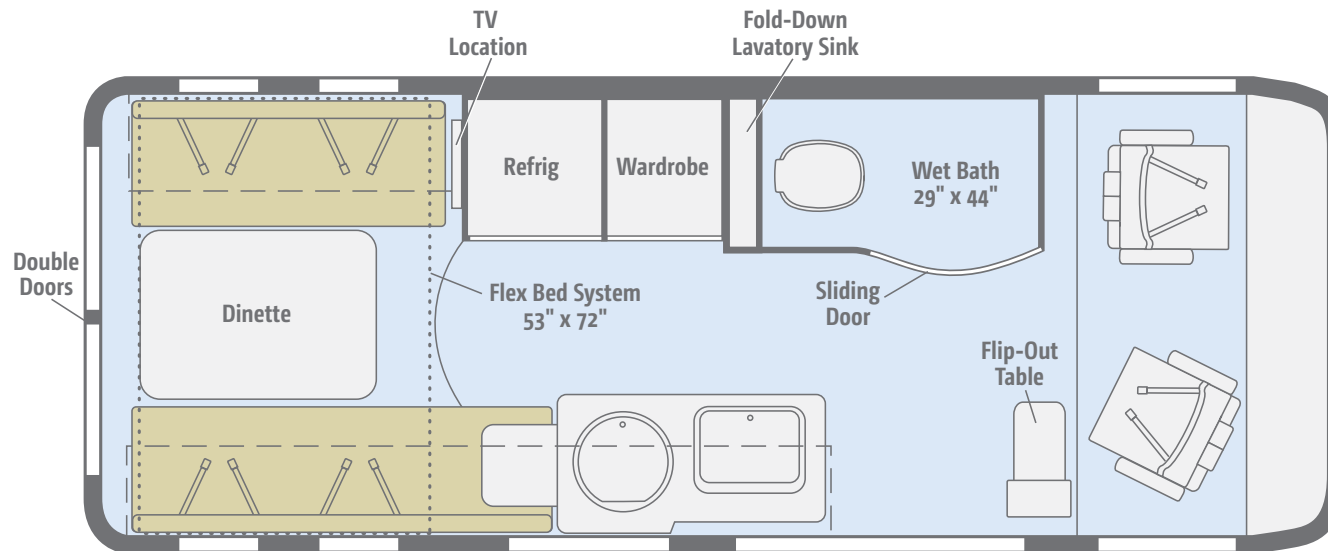 TV
Location
Fold-Down
Lavatory Sink
Refrig
Wardrobe
Wet Bath
29" x 44"
Double
Doors
Dinette
Flex Bed System
53" x 72"
Sliding
Door
Flip-Out
Table